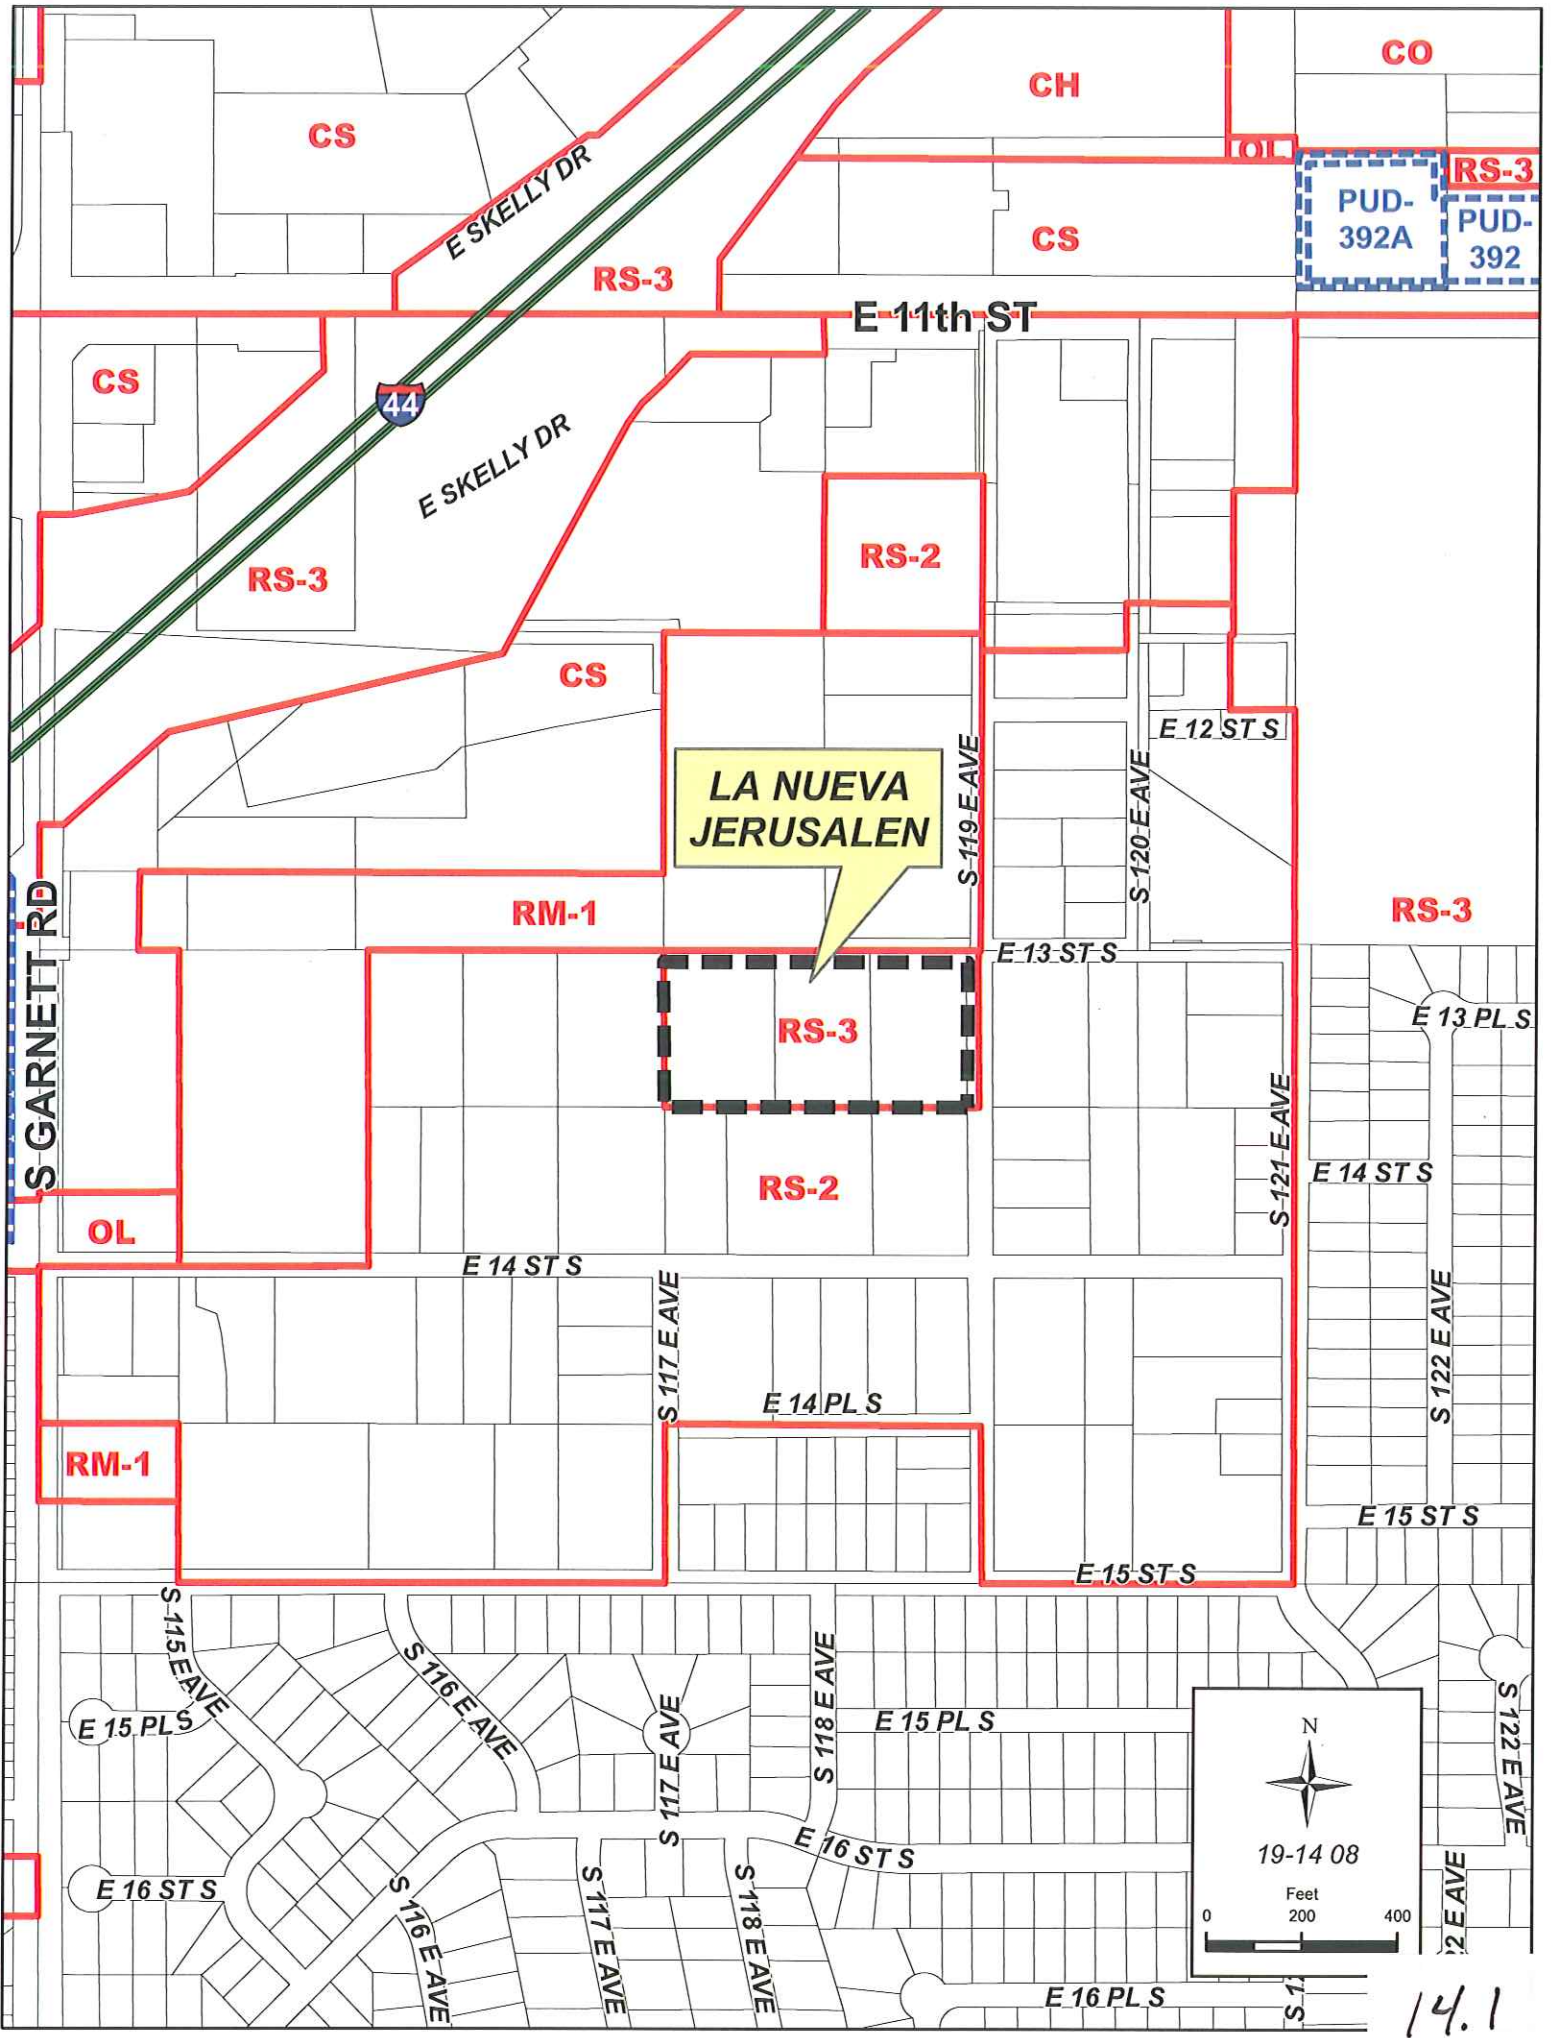 CO
CH
CS
E SKELLY DR
OL
RS-3
PUD-
392A
PUD-
392
CS
RS-3
E 11th ST
CS
44
E SKELLY DR
RS-2
RS-3
CS
E 12 ST S
LA NUEVA
JERUSALEN
S 119 E AVE
S 120 E AVE
RM-1
RS-3
S GARNETT RD
E 13 ST S
E 13 PL S
RS-3
S 121 E AVE
E 14 ST S
RS-2
OL
E 14 ST S
S 117 E AVE
S 122 E AVE
E 14 PL S
RM-1
E 15 ST S
E 15 ST S
S 115 E AVE
S 116 E AVE
S 118 E AVE
E 15 PL S
S 117 E AVE
E 15 PL S
S 122 E AVE
N
E 16 ST S
19-14 08
E 16 ST S
S 116 E AVE
S 117 E AVE
S 118 E AVE
22 E AVE
Feet
0 200 400
E 16 PL S
S 12
14.1